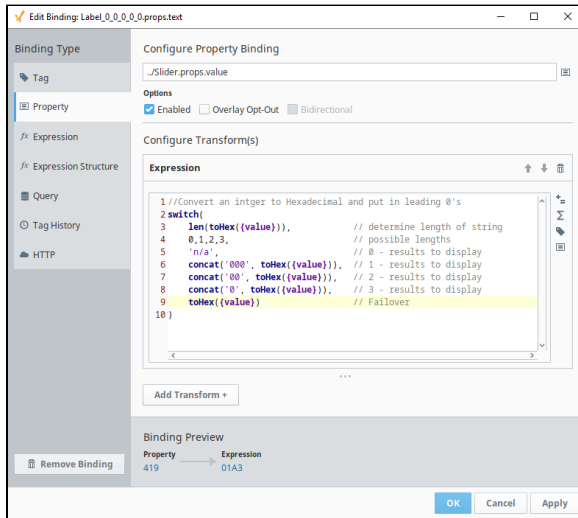 Edit Binding: Label_0_0_0_0_0.props.text
Binding Type
Tag
Property
fx Expression
fx Expression Structure
Query
Tag History
HTTP
Remove Binding
Configure Property Binding
../Slider.props.value
Options
Enabled Overlay Opt-Out Bidirectional
Configure Transform(s)
Expression
1 //Convert an intger to Hexadecimal and put in leading 0's
2 switch(
3 len(toHex({value})), // determine length of string
4 0,1,2,3, // possible lengths
5 'n/a', // 0 - results to display
6 concat('000', toHex({value})), // 1 - results to display
7 concat('00', toHex({value})), // 2 - results to display
8 concat('0', toHex({value})), // 3 - results to display
9 toHex({value}) // Failover
10 )
Add Transform +
Binding Preview
Property Expression
419 01A3
OK Cancel Apply